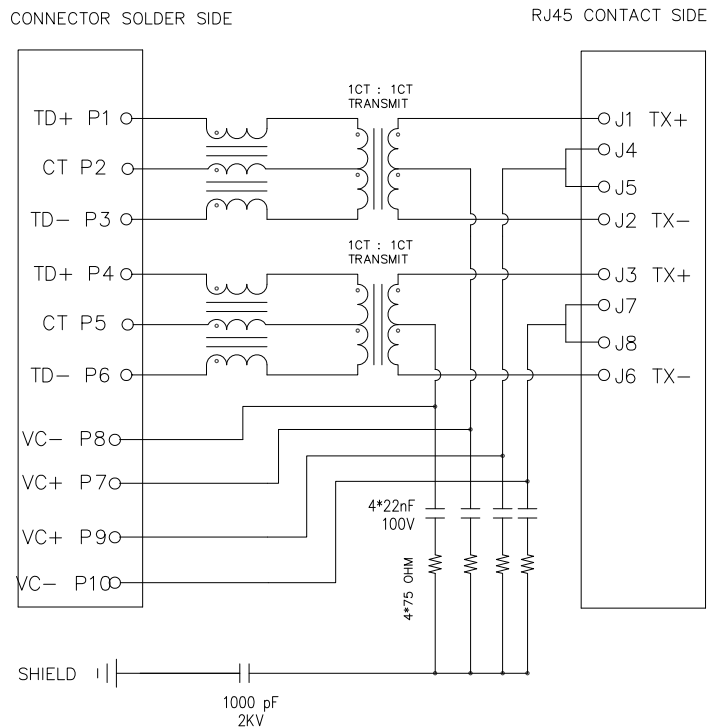 CONNECTOR SOLDER SIDE
RJ45 CONTACT SIDE
1CT : 1CT
TRANSMIT
TD+ P1
J1 TX+
J4
CT P2
J5
TD- P3
J2 TX-
1CT : 1CT
TRANSMIT
TD+ P4
J3 TX+
J7
CT P5
J8
TD- P6
J6 TX-
VC- P8
VC+ P7
4*22nF
100V
VC+ P9
VC- P10
4*75 OHM
SHIELD
1000 pF
2KV